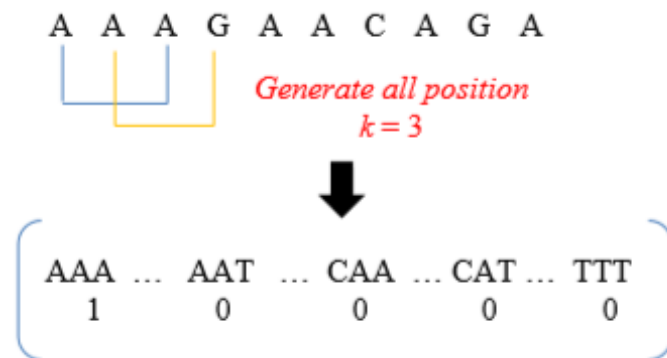 A A A G A A C A G A
Generate all position
k = 3
AAA ... AAT ... CAA ... CAT ... TTT
1 0 0 0 0